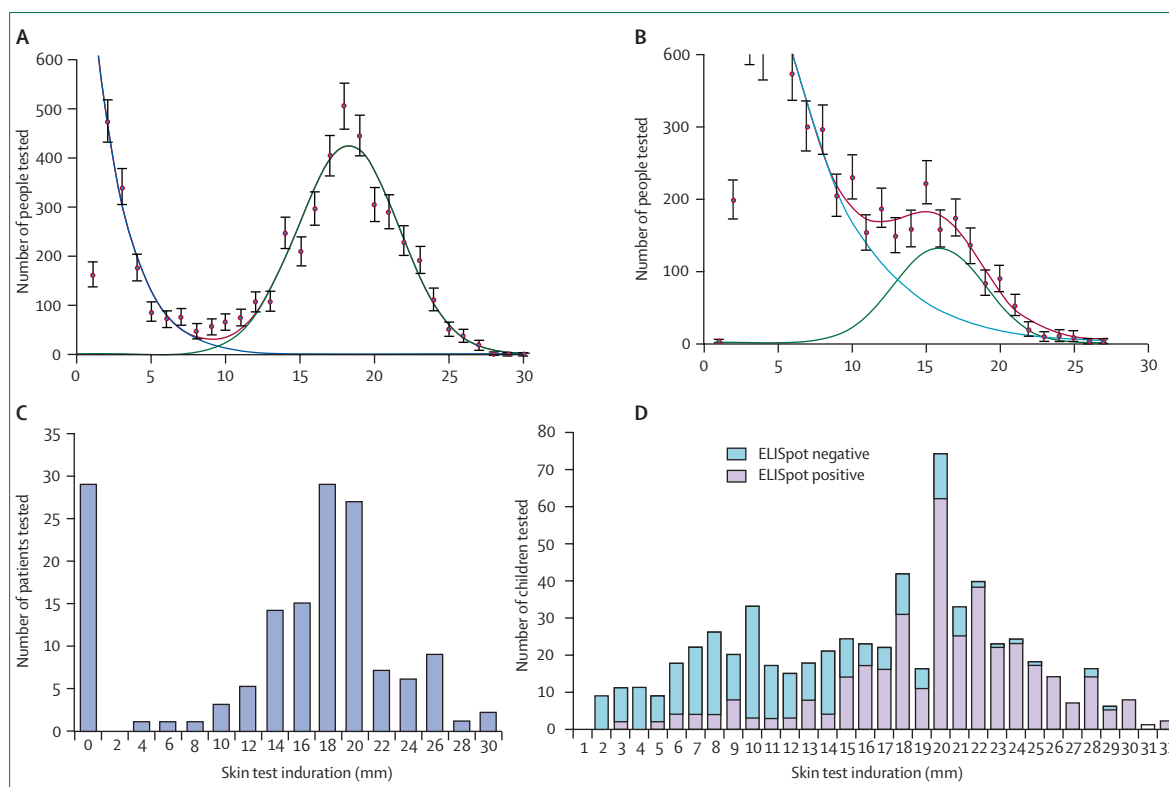 A
Number of people tested
600
500
400
300
200
100
0
0 5 10 15 20 25 30
B
Number of people tested
600
300
200
100
0
0 5 10 15 20 25 30
C
Number of patients tested
35
30
25
20
15
10
5
0
0 2 4 6 8 10 12 14 16 18 20 22 24 26 28 30
Skin test induration (mm)
D
Number of children tested
80
70
60
50
40
30
20
10
0
ELISpot negative
ELISpot positive
1 2 3 4 5 6 7 8 9 10 11 12 13 14 15 16 17 18 19 20 21 22 23 24 25 26 27 28 29 30 31
Skin test induration (mm)